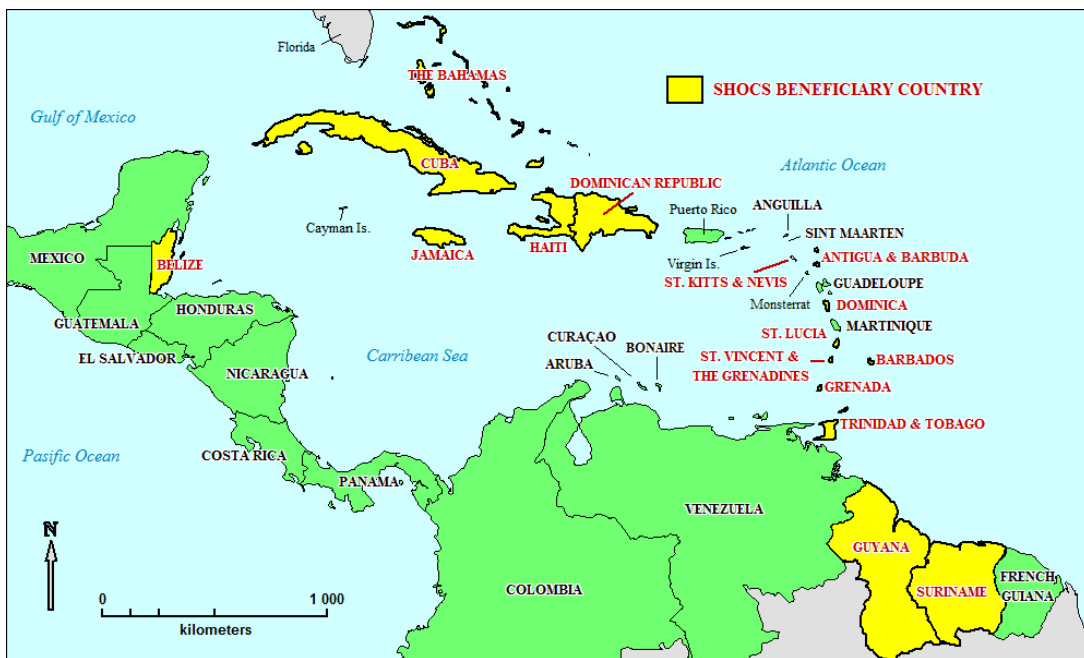 Florida
THE BAHAMAS
SHOCS BENEFICIARY COUNTRY
Gulf of Mexico
CUBA
Atlantic Ocean
DOMINICAN REPUBLIC
Puerto Rico
ANGUILLA
Cayman Is.
SINT MAARTEN
HAITI
JAMAICA
MEXICO
BELIZE
Virgin Is.
ANTIGUA & BARBUDA
ST. KITTS & NEVIS
GUADELOUPE
Monsterrat
DOMINICA
HONDURAS
GUATEMALA
MARTINIQUE
ST. LUCIA
CURAÇAO
BONAIRE
EL SALVADOR
Carribean Sea
ARUBA
ST. VINCENT &
THE GRENADINES
BARBADOS
NICARAGUA
GRENADA
TRINIDAD & TOBAGO
Pasific Ocean
COSTA RICA
PANAMA
VENEZUELA
N
GUYANA
COLOMBIA
SURINAME
FRENCH
GUIANA
0 1 000
kilometers